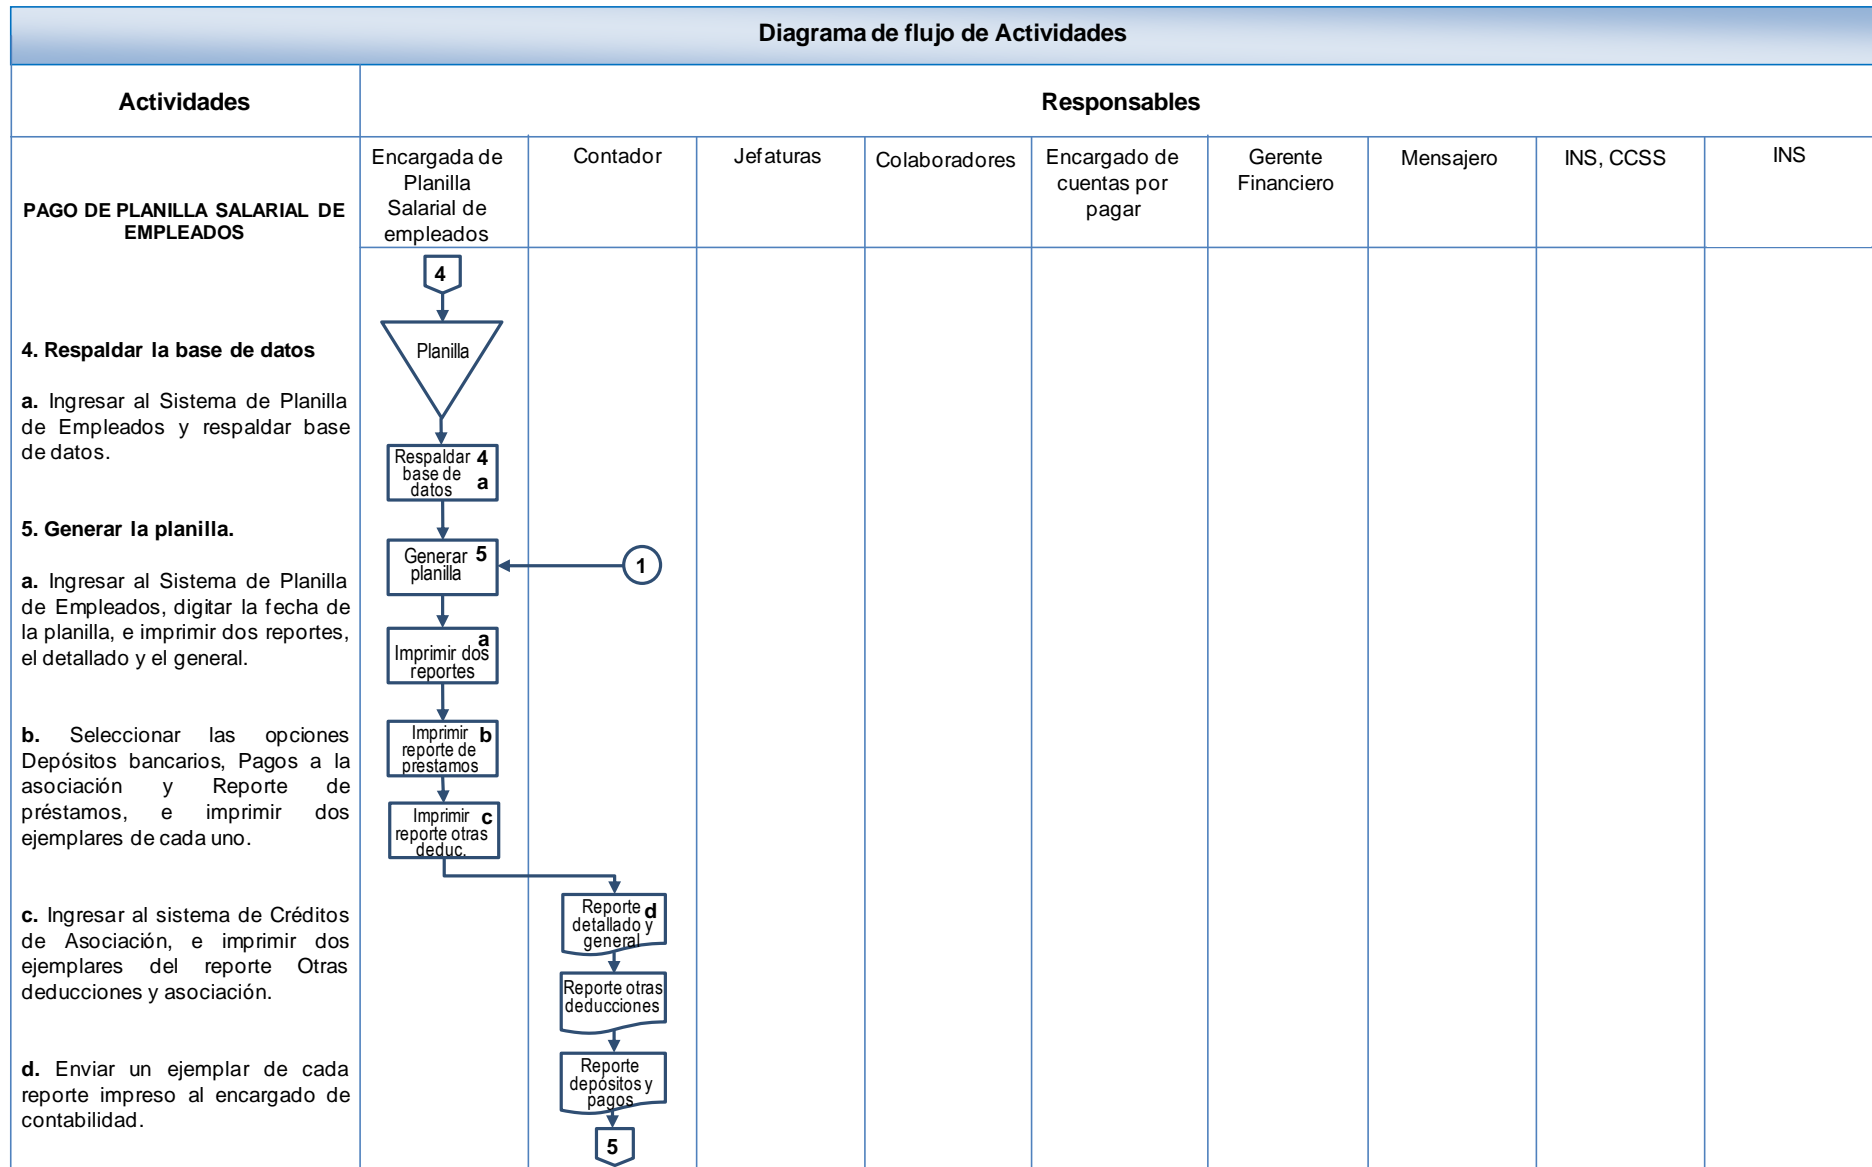 Diagrama de flujo de Actividades
Actividades
Responsables
PAGO DE PLANILLA SALARIAL DE
EMPLEADOS
Encargada de
Planilla
Salarial de
empleados
Contador
Jefaturas
Colaboradores
Encargado de
cuentas por
pagar
Gerente
Financiero
Mensajero
INS, CCSS
INS
4. Respaldar la base de datos
a. Ingresar al Sistema de Planilla
de Empleados y respaldar base
de datos.
5. Generar la planilla.
a. Ingresar al Sistema de Planilla
de Empleados, digitar la fecha de
la planilla, e imprimir dos reportes,
el detallado y el general.
b. Seleccionar las opciones
Depósitos bancarios, Pagos a la
asociación y Reporte de
préstamos, e imprimir dos
ejemplares de cada uno.
c. Ingresar al sistema de Créditos
de Asociación, e imprimir dos
ejemplares del reporte Otras
deducciones y asociación.
d. Enviar un ejemplar de cada
reporte impreso al encargado de
contabilidad.
4
Planilla
Respaldar 4
base de
datos a
Generar 5
planilla
1
a
Imprimir dos
reportes
Imprimir b
reporte de
prestamos
Imprimir c
reporte otras
deduc.
Reporte d
detallado y
general
Reporte otras
deducciones
Reporte
depósitos y
pagos
5